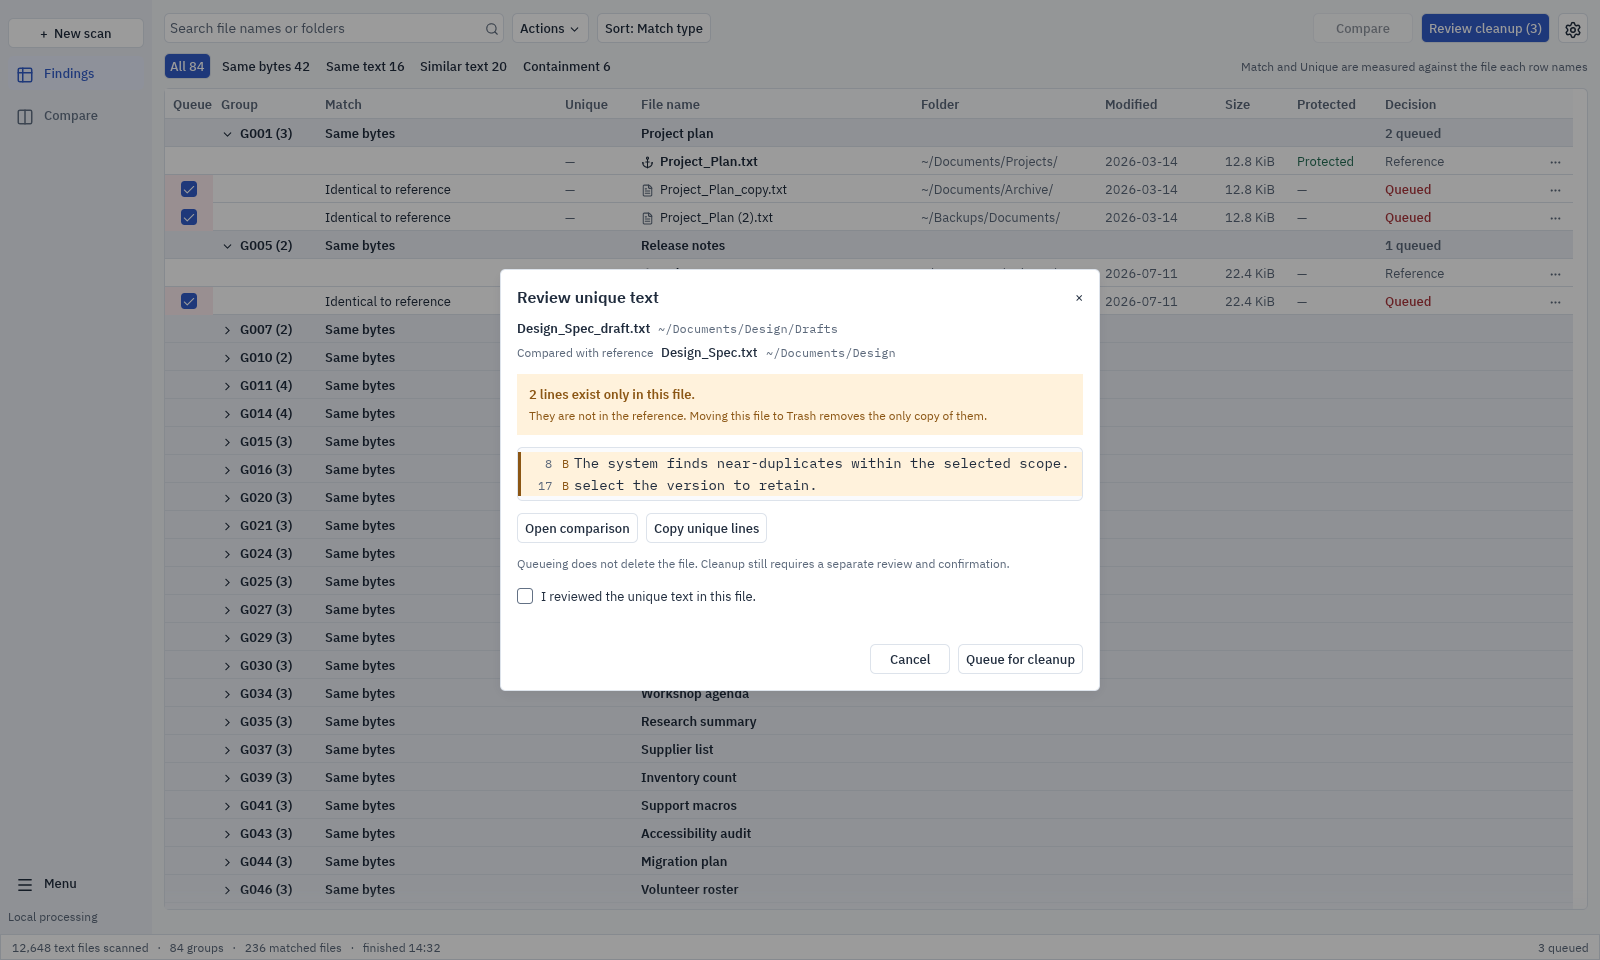 + New scan
Findings
Compare
Menu
Local processing
Search file names or folders
Actions
Sort: Match type
Compare
Review cleanup (3)
All 84
Same bytes 42
Same text 16
Similar text 20
Containment 6
Match and Unique are measured against the file each row names
Queue Group Match Unique File name Folder Modified Size Protected Decision
G001 (3) Same bytes Project plan 2 queued
— Project_Plan.txt ~/Documents/Projects/ 2026-03-14 12.8 KiB Protected Reference ···
Identical to reference — Project_Plan_copy.txt ~/Documents/Archive/ 2026-03-14 12.8 KiB — Queued ···
Identical to reference — Project_Plan (2).txt ~/Backups/Documents/ 2026-03-14 12.8 KiB — Queued ···
G005 (2) Same bytes Release notes 1 queued
2026-07-11 22.4 KiB — Reference ···
Identical to reference 2026-07-11 22.4 KiB — Queued ···
G007 (2) Same bytes
G010 (2) Same bytes
G011 (4) Same bytes
G014 (4) Same bytes
G015 (3) Same bytes
G016 (3) Same bytes
G020 (3) Same bytes
G021 (3) Same bytes
G024 (3) Same bytes
G025 (3) Same bytes
G027 (3) Same bytes
G029 (3) Same bytes
G030 (3) Same bytes
G034 (3) Same bytes Workshop agenda
G035 (3) Same bytes Research summary
G037 (3) Same bytes Supplier list
G039 (3) Same bytes Inventory count
G041 (3) Same bytes Support macros
G043 (3) Same bytes Accessibility audit
G044 (3) Same bytes Migration plan
G046 (3) Same bytes Volunteer roster
Review unique text ×
Design_Spec_draft.txt ~/Documents/Design/Drafts
Compared with reference Design_Spec.txt ~/Documents/Design
2 lines exist only in this file.
They are not in the reference. Moving this file to Trash removes the only copy of them.
8 B The system finds near-duplicates within the selected scope.
17 B select the version to retain.
Open comparison
Copy unique lines
Queueing does not delete the file. Cleanup still requires a separate review and confirmation.
I reviewed the unique text in this file.
Cancel
Queue for cleanup
12,648 text files scanned · 84 groups · 236 matched files · finished 14:32
3 queued